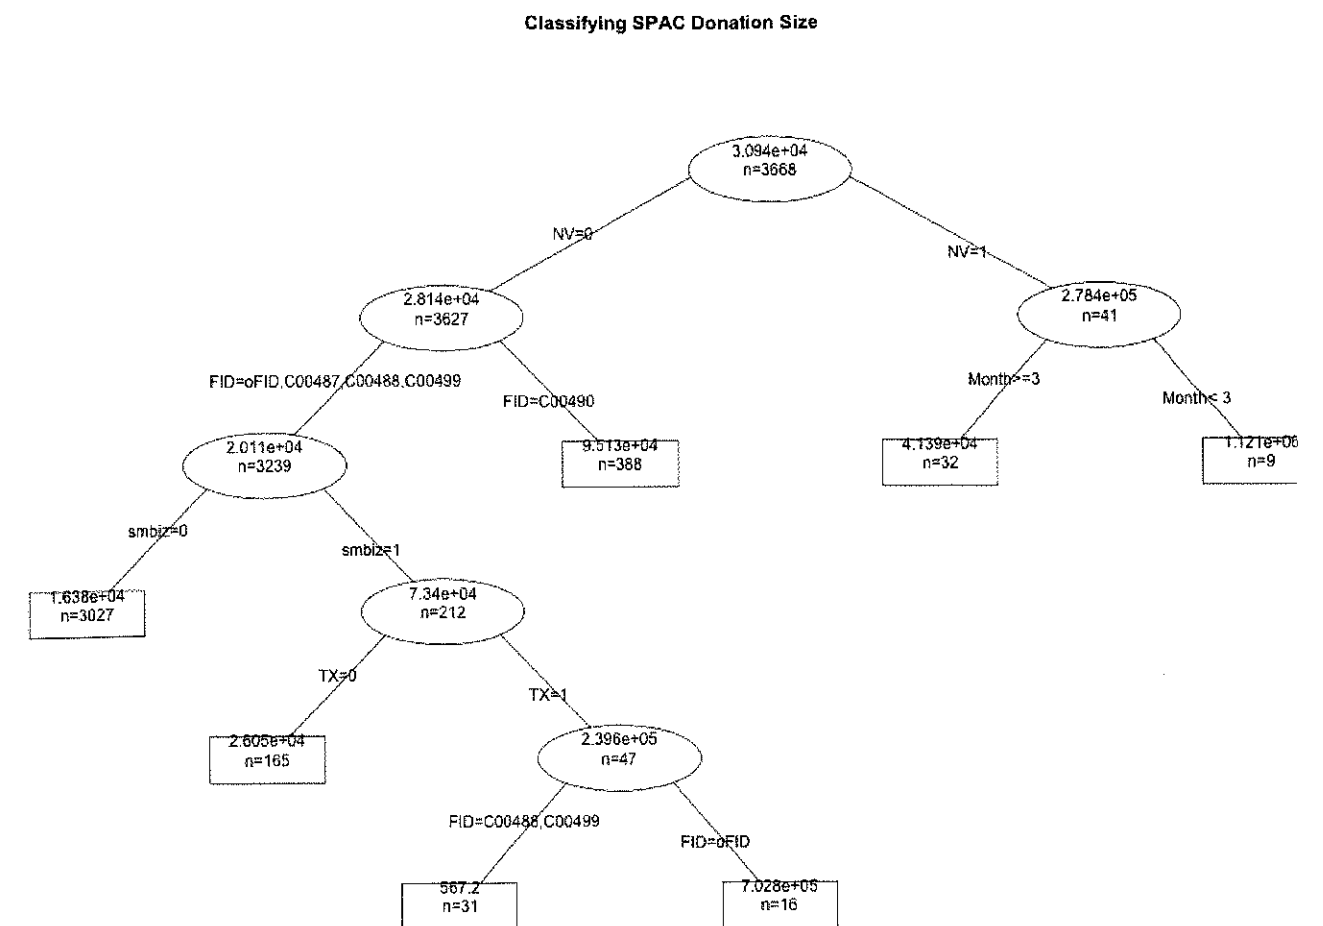 Classifying SPAC Donation Size
3.094e+04
n=3668
NV=0
NV=1
2.814e+04
n=3627
2.784e+05
n=41
FID=oFID,C00487,C00488,C00499
FID=C00490
Month>=3
Month< 3
2.011e+04
n=3239
9.513e+04
n=388
4.139e+04
n=32
1.121e+06
n=9
smbiz=0
smbiz=1
1.638e+04
n=3027
7.34e+04
n=212
TX=0
TX=1
2.605e+04
n=165
2.396e+05
n=47
FID=C00488,C00499
FID=oFID
567.2
n=31
7.028e+05
n=16